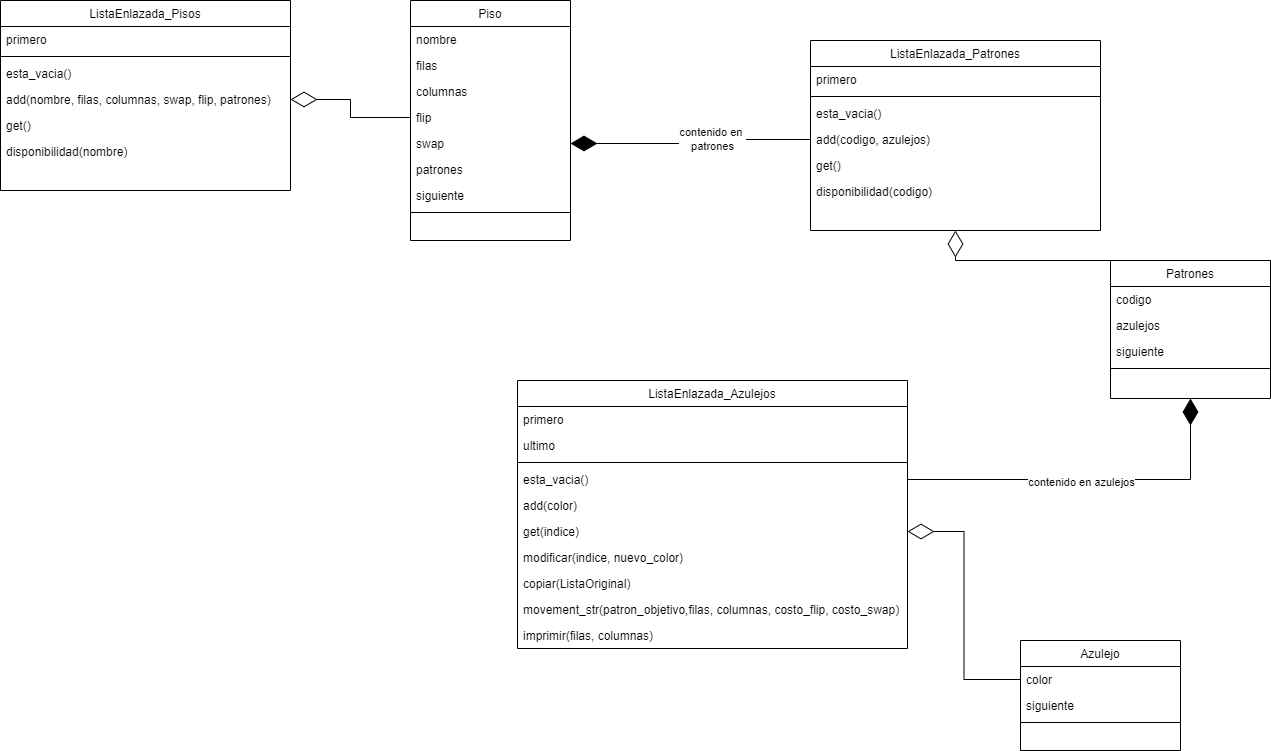 ListaEnlazada_Pisos
primero
esta_vacia()
add(nombre, filas, columnas, swap, flip, patrones)
get()
disponibilidad(nombre)
Piso
nombre
filas
columnas
flip
swap
patrones
siguiente
contenido en
patrones
ListaEnlazada_Patrones
primero
esta_vacia()
add(codigo, azulejos)
get()
disponibilidad(codigo)
Patrones
codigo
azulejos
siguiente
contenido en azulejos
ListaEnlazada_Azulejos
primero
ultimo
esta_vacia()
add(color)
get(indice)
modificar(indice, nuevo_color)
copiar(ListaOriginal)
movement_str(patron_objetivo,filas, columnas, costo_flip, costo_swap)
imprimir(filas, columnas)
Azulejo
color
siguiente